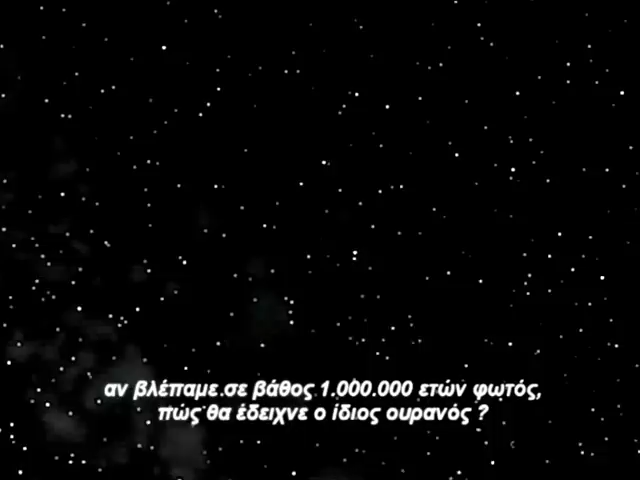 αν βλέπαμε σε βάθος 1.000.000 ετών φωτός,
πώς θα έδειχνε ο ίδιος ουρανός ?